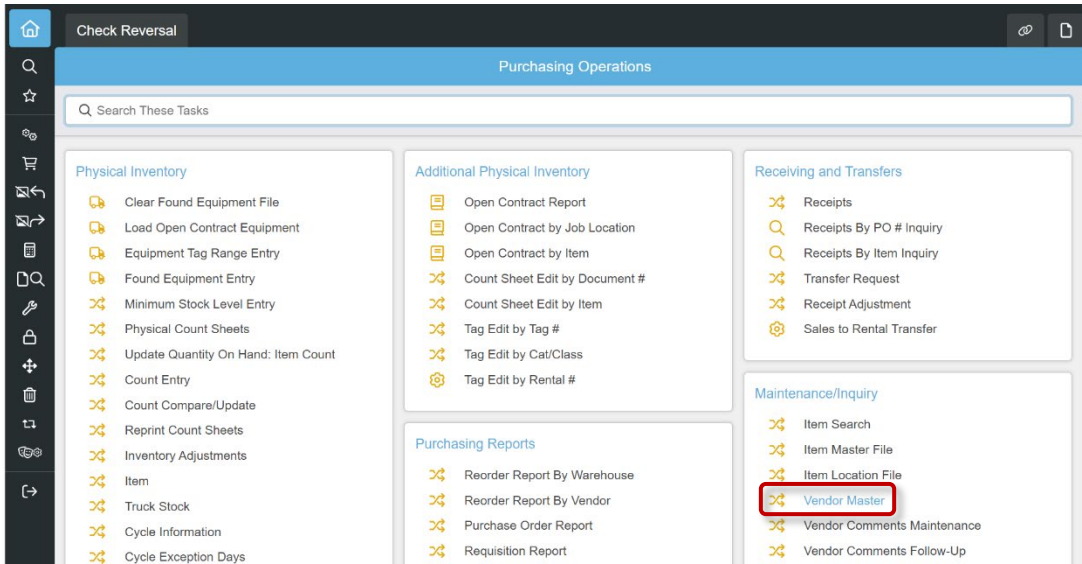 Check Reversal
Purchasing Operations
Search These Tasks
Physical Inventory
Clear Found Equipment File
Load Open Contract Equipment
Equipment Tag Range Entry
Found Equipment Entry
Minimum Stock Level Entry
Physical Count Sheets
Update Quantity On Hand: Item Count
Count Entry
Count Compare/Update
Reprint Count Sheets
Inventory Adjustments
Item
Truck Stock
Cycle Information
Cycle Exception Days
Additional Physical Inventory
Open Contract Report
Open Contract by Job Location
Open Contract by Item
Count Sheet Edit by Document #
Count Sheet Edit by Item
Tag Edit by Tag #
Tag Edit by Cat/Class
Tag Edit by Rental #
Purchasing Reports
Reorder Report By Warehouse
Reorder Report By Vendor
Purchase Order Report
Requisition Report
Receiving and Transfers
Receipts
Receipts By PO # Inquiry
Receipts By Item Inquiry
Transfer Request
Receipt Adjustment
Sales to Rental Transfer
Maintenance/Inquiry
Item Search
Item Master File
Item Location File
Vendor Master
Vendor Comments Maintenance
Vendor Comments Follow-Up